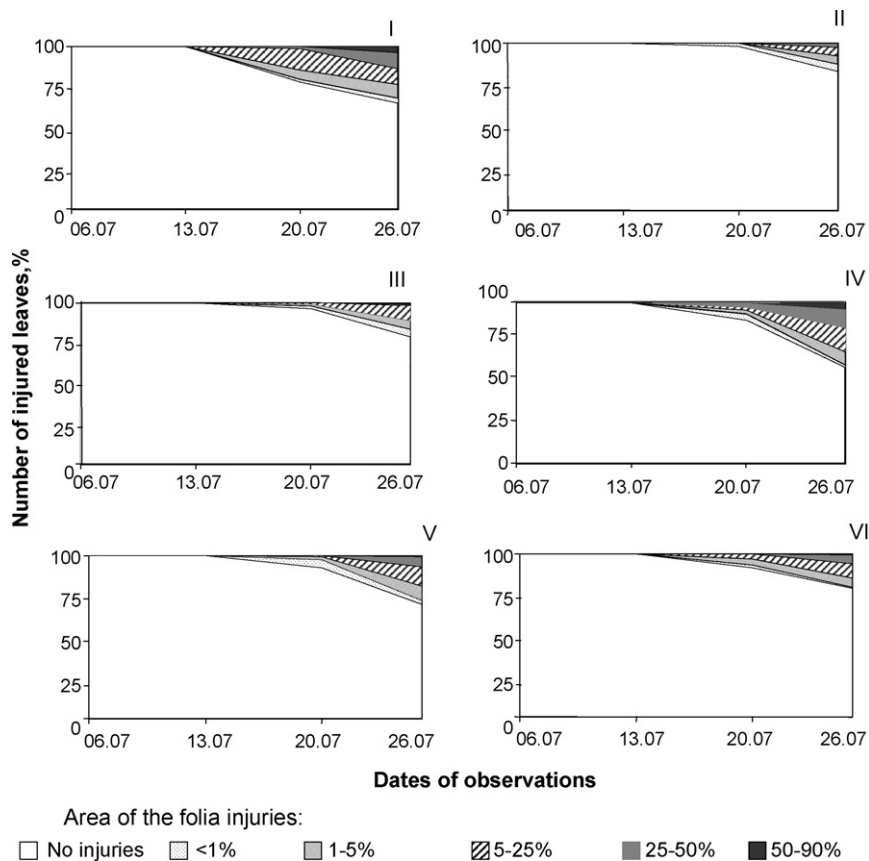 I
II
100
75
50
25
0
06.07 13.07 20.07 26.07
100
75
50
25
0
06.07 13.07 20.07 26.07
Number of injured leaves,%
III
IV
100
75
50
25
0
06.07 13.07 20.07 26.07
100
75
50
25
0
06.07 13.07 20.07 26.07
V
VI
100
75
50
25
0
06.07 13.07 20.07 26.07
100
75
50
25
0
06.07 13.07 20.07 26.07
Dates of observations
Area of the folia injuries:
No injuries <1% 1-5% 5-25% 25-50% 50-90%